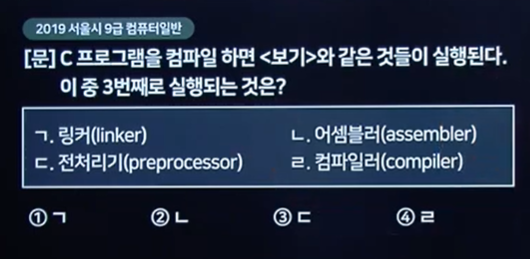 2019 서울시 9급 컴퓨터일반
[문] C 프로그램을 컴파일 하면 <보기>와 같은 것들이 실행된다.
이 중 3번째로 실행되는 것은?
ㄱ. 링커(linker) ㄴ. 어셈블러(assembler)
ㄷ. 전처리기(preprocessor) ㄹ. 컴파일러(compiler)
① ㄱ ② ㄴ ③ ㄷ ④ ㄹ